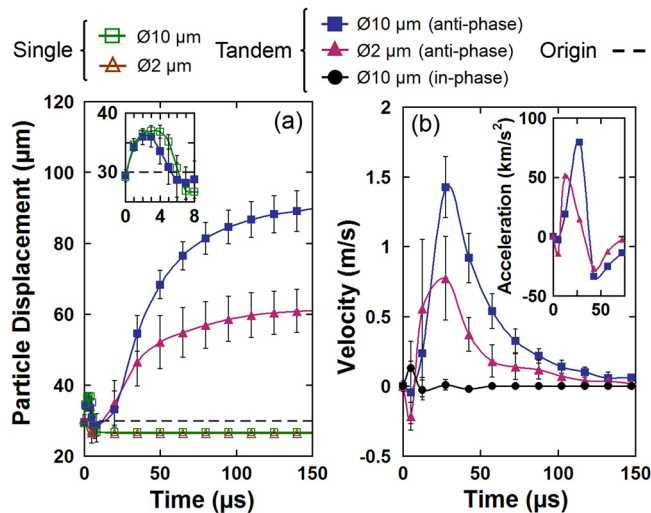 Single Ø10 µm Ø2 µm Tandem Ø10 µm (anti-phase) Ø2 µm (anti-phase) Ø10 µm (in-phase) Origin
(a)
Particle Displacement (µm)
120
100
80
60
40
20
0 50 100 150
Time (µs)
40
30
0 4 8
(b)
Velocity (m/s)
2
1.5
1
0.5
0
-0.5
0 50 100 150
Time (µs)
Acceleration (km/s²)
100
50
0
-50
0 25 50